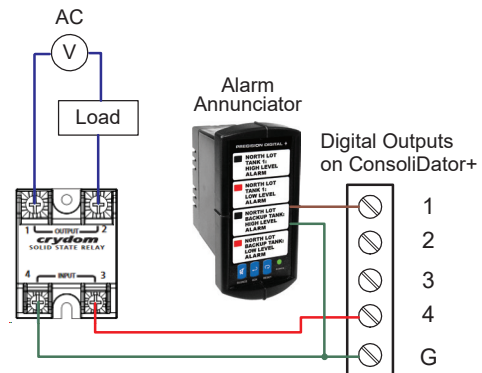 AC
V
Load
Alarm
Annunciator
PRECISION DIGITAL
NORTH LOT
TANK 1:
HIGH LEVEL
ALARM
NORTH LOT
TANK 1:
LOW LEVEL
ALARM
NORTH LOT
BACKUP TANK:
HIGH LEVEL
ALARM
NORTH LOT
BACKUP TANK:
LOW LEVEL
ALARM
Digital Outputs
on ConsoliDator+
1
2
3
4
G
1 OUTPUT 2
crydom
SOLID STATE RELAY
4 INPUT 3